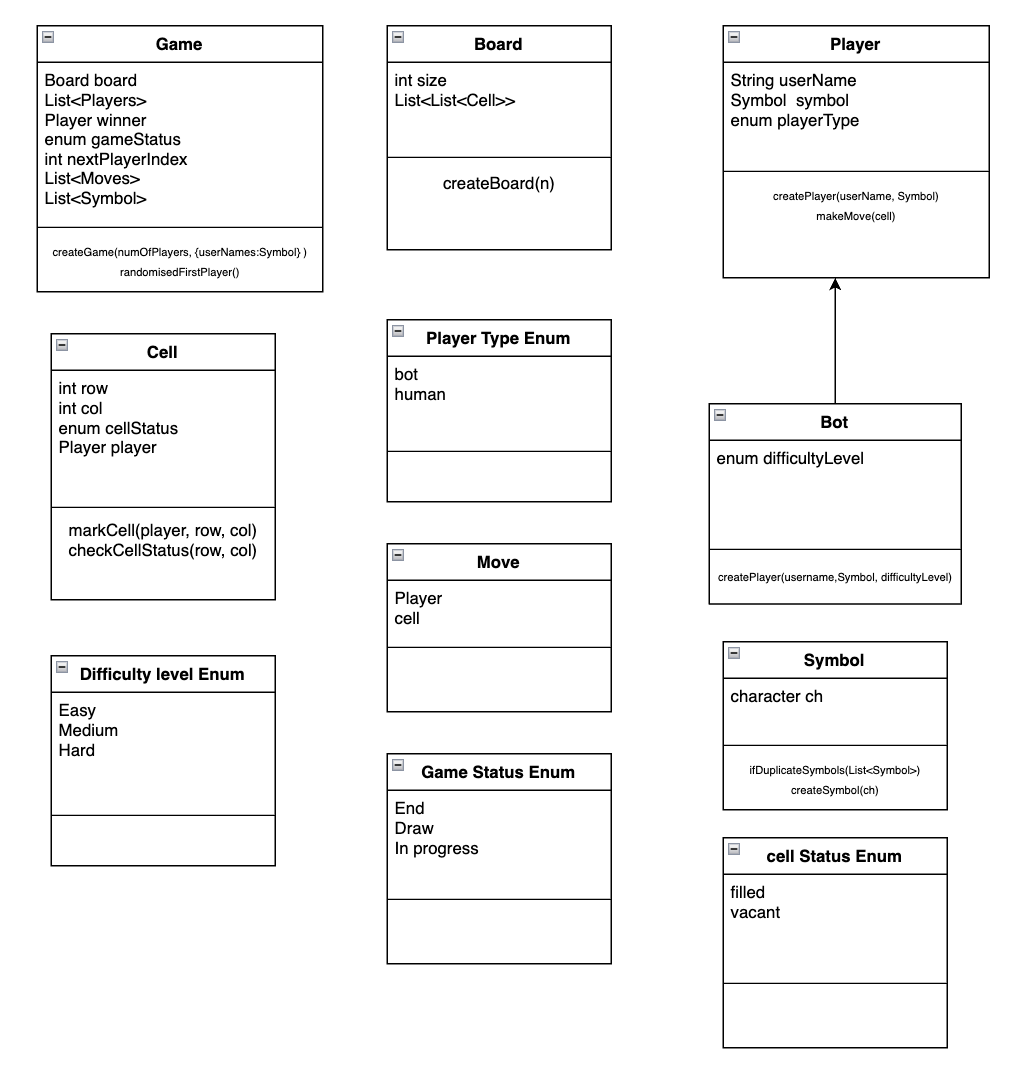 Game
Board board
List<Players>
Player winner
enum gameStatus
int nextPlayerIndex
List<Moves>
List<Symbol>
createGame(numOfPlayers, {userNames:Symbol} )
randomisedFirstPlayer()
Board
int size
List<List<Cell>>
createBoard(n)
Player
String userName
Symbol  symbol
enum playerType
createPlayer(userName, Symbol)
makeMove(cell)
Cell
int row
int col
enum cellStatus
Player player
markCell(player, row, col)
checkCellStatus(row, col)
Player Type Enum
bot
human
Bot
enum difficultyLevel
createPlayer(username,Symbol, difficultyLevel)
Move
Player
cell
Difficulty level Enum
Easy
Medium
Hard
Symbol
character ch
ifDuplicateSymbols(List<Symbol>)
createSymbol(ch)
Game Status Enum
End
Draw
In progress
cell Status Enum
filled
vacant